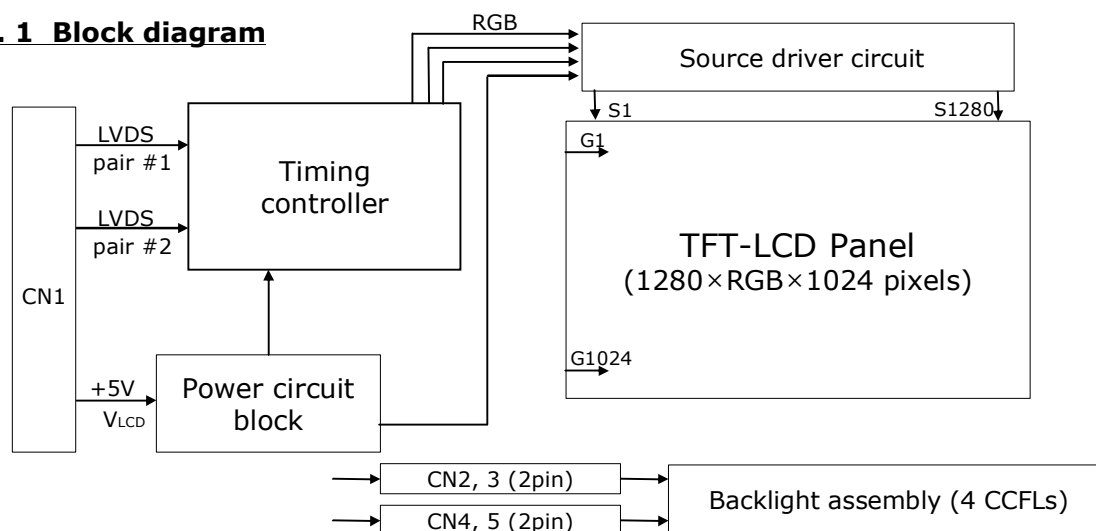 . 1 Block diagram
RGB
Source driver circuit
S1
S1280
LVDS
pair #1
Timing
controller
G1
LVDS
pair #2
TFT-LCD Panel
(1280×RGB×1024 pixels)
CN1
G1024
+5V
VLCD
Power circuit
block
CN2, 3 (2pin)
Backlight assembly (4 CCFLs)
CN4, 5 (2pin)